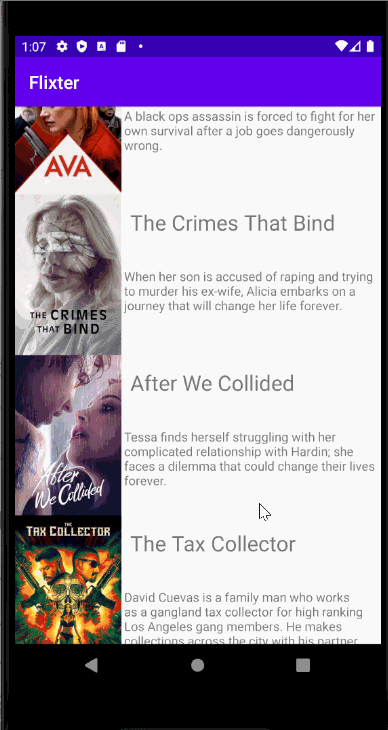 1:07
Flixter
A black ops assassin is forced to fight for her
own survival after a job goes dangerously
wrong.
AVA
The Crimes That Bind
When her son is accused of raping and trying
to murder his ex-wife, Alicia embarks on a
journey that will change her life forever.
THE CRIMES
THAT BIND
After We Collided
Tessa finds herself struggling with her
complicated relationship with Hardin; she
faces a dilemma that could change their lives
forever.
After
We Collided
THE
TAX COLLECTOR
The Tax Collector
David Cuevas is a family man who works
as a gangland tax collector for high ranking
Los Angeles gang members. He makes
collections across the city with his partner